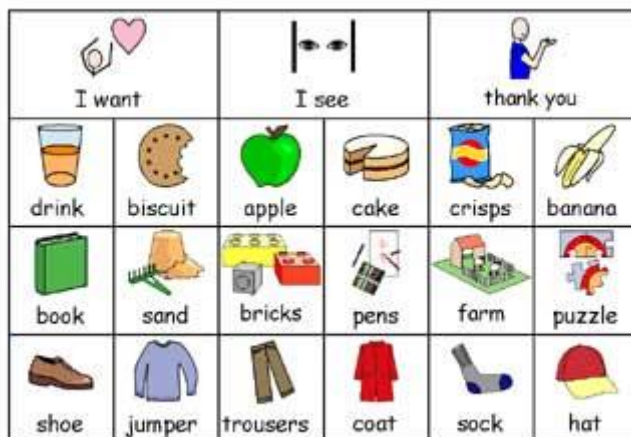 I want I see thank you
drink biscuit apple cake crisps banana
book sand bricks pens farm puzzle
shoe jumper trousers coat sock hat